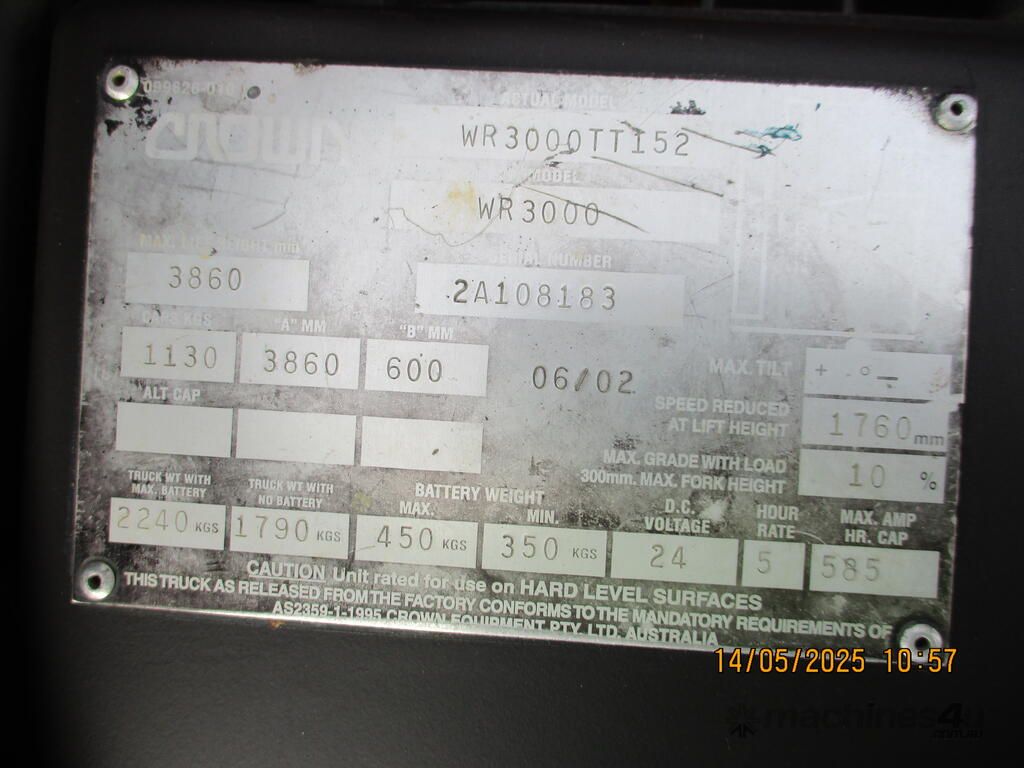 099826-010
CROWN
ACTUAL MODEL
WR3000TT152
MODEL
WR3000
SERIAL NUMBER
2A108183
3860
"A" MM
"B" MM
1130
3860
600
06/02
MAX. TILT
+ ° —
SPEED REDUCED
AT LIFT HEIGHT
1760 mm
MAX. GRADE WITH LOAD
300mm. MAX. FORK HEIGHT
10 %
ALT CAP
TRUCK WT WITH
MAX. BATTERY
2240 KGS
TRUCK WT WITH
NO BATTERY
1790 KGS
BATTERY WEIGHT
MAX.
450 KGS
MIN.
350 KGS
D.C.
VOLTAGE
24
HOUR
RATE
5
MAX. AMP
HR. CAP
585
CAUTION Unit rated for use on HARD LEVEL SURFACES
THIS TRUCK AS RELEASED FROM THE FACTORY CONFORMS TO THE MANDATORY REQUIREMENTS OF
AS2359-1-1995 CROWN EQUIPMENT PTY. LTD. AUSTRALIA
14/05/2025 10:57
machines4u
.com.au